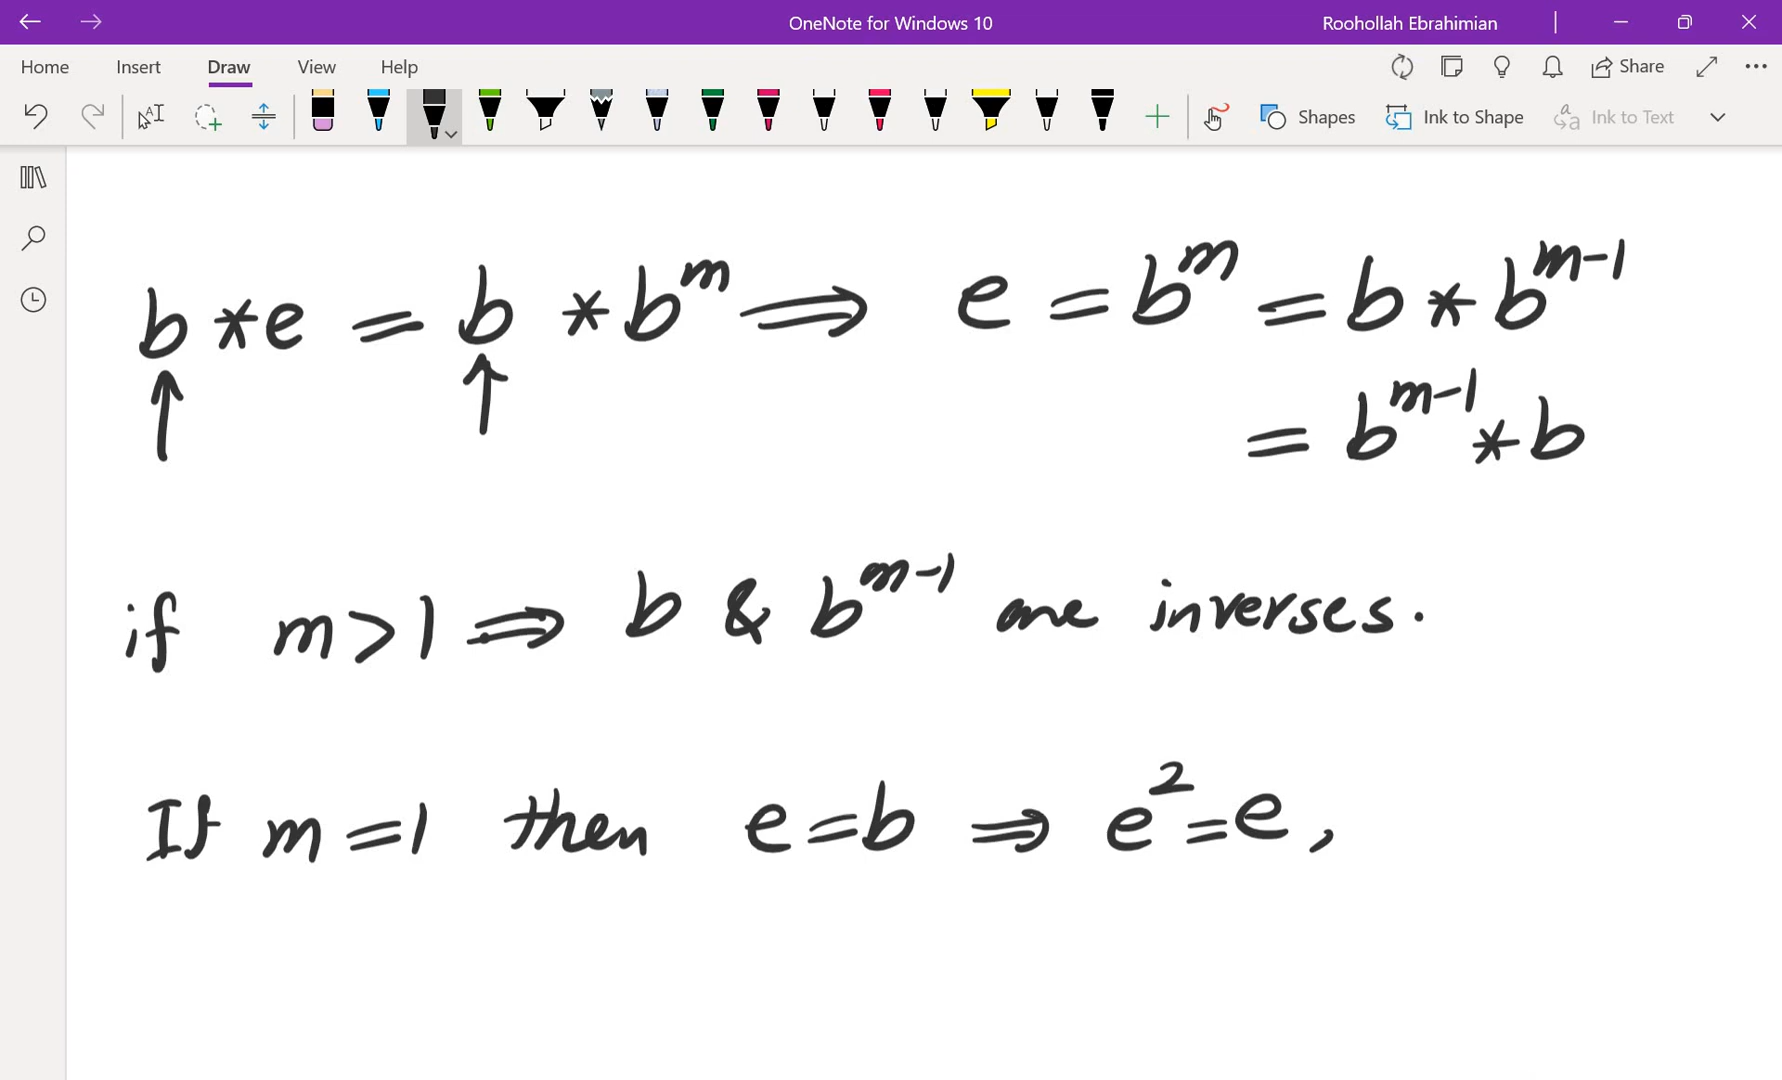 OneNote for Windows 10 Roohollah Ebrahimian
Home Insert Draw View Help Share
Shapes Ink to Shape Ink to Text
b * e = b * b^m ⟹ e = b^m = b * b^{m-1}
= b^{m-1} * b
if m > 1 ⟹ b & b^{m-1} are inverses.
If m = 1 then e = b ⟹ e^2 = e,